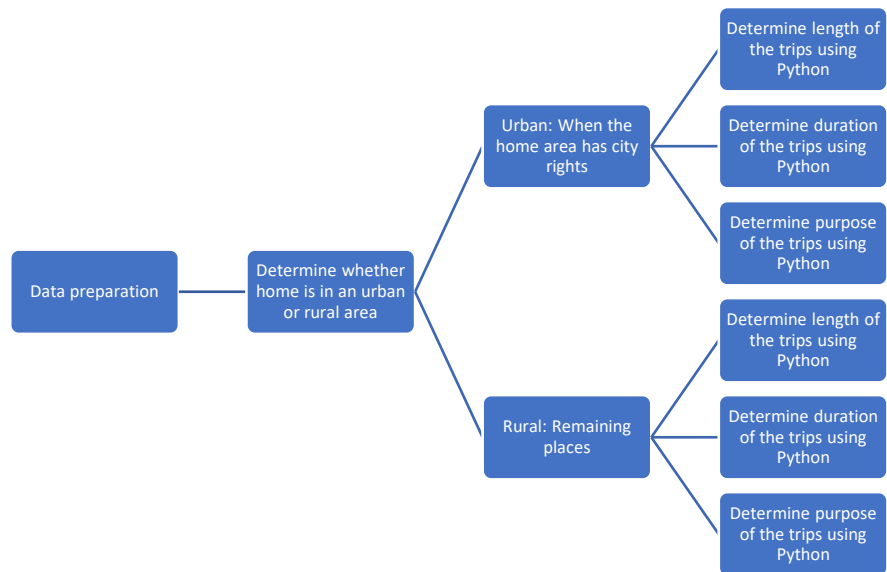 Data preparation
Determine whether
home is in an urban
or rural area
Urban: When the
home area has city
rights
Determine length of
the trips using
Python
Determine duration
of the trips using
Python
Determine purpose
of the trips using
Python
Rural: Remaining
places
Determine length of
the trips using
Python
Determine duration
of the trips using
Python
Determine purpose
of the trips using
Python